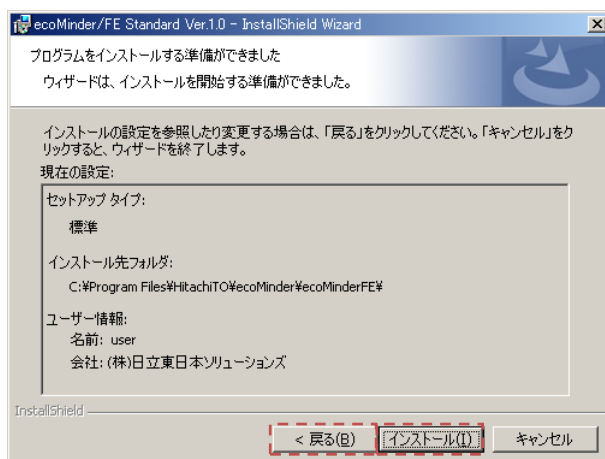 ecoMinder/FE Standard Ver.1.0 - InstallShield Wizard
プログラムをインストールする準備ができました
ウィザードは、インストールを開始する準備ができました。
インストールの設定を参照したり変更する場合は、「戻る」をクリックしてください。「キャンセル」をク
リックすると、ウィザードを終了します。
現在の設定:
セットアップ タイプ:
標準
インストール先フォルダ:
C:¥Program Files¥HitachiTO¥ecoMinder¥ecoMinderFE¥
ユーザー情報:
名前: user
会社: (株)日立東日本ソリューションズ
InstallShield
< 戻る(B) インストール(I) キャンセル